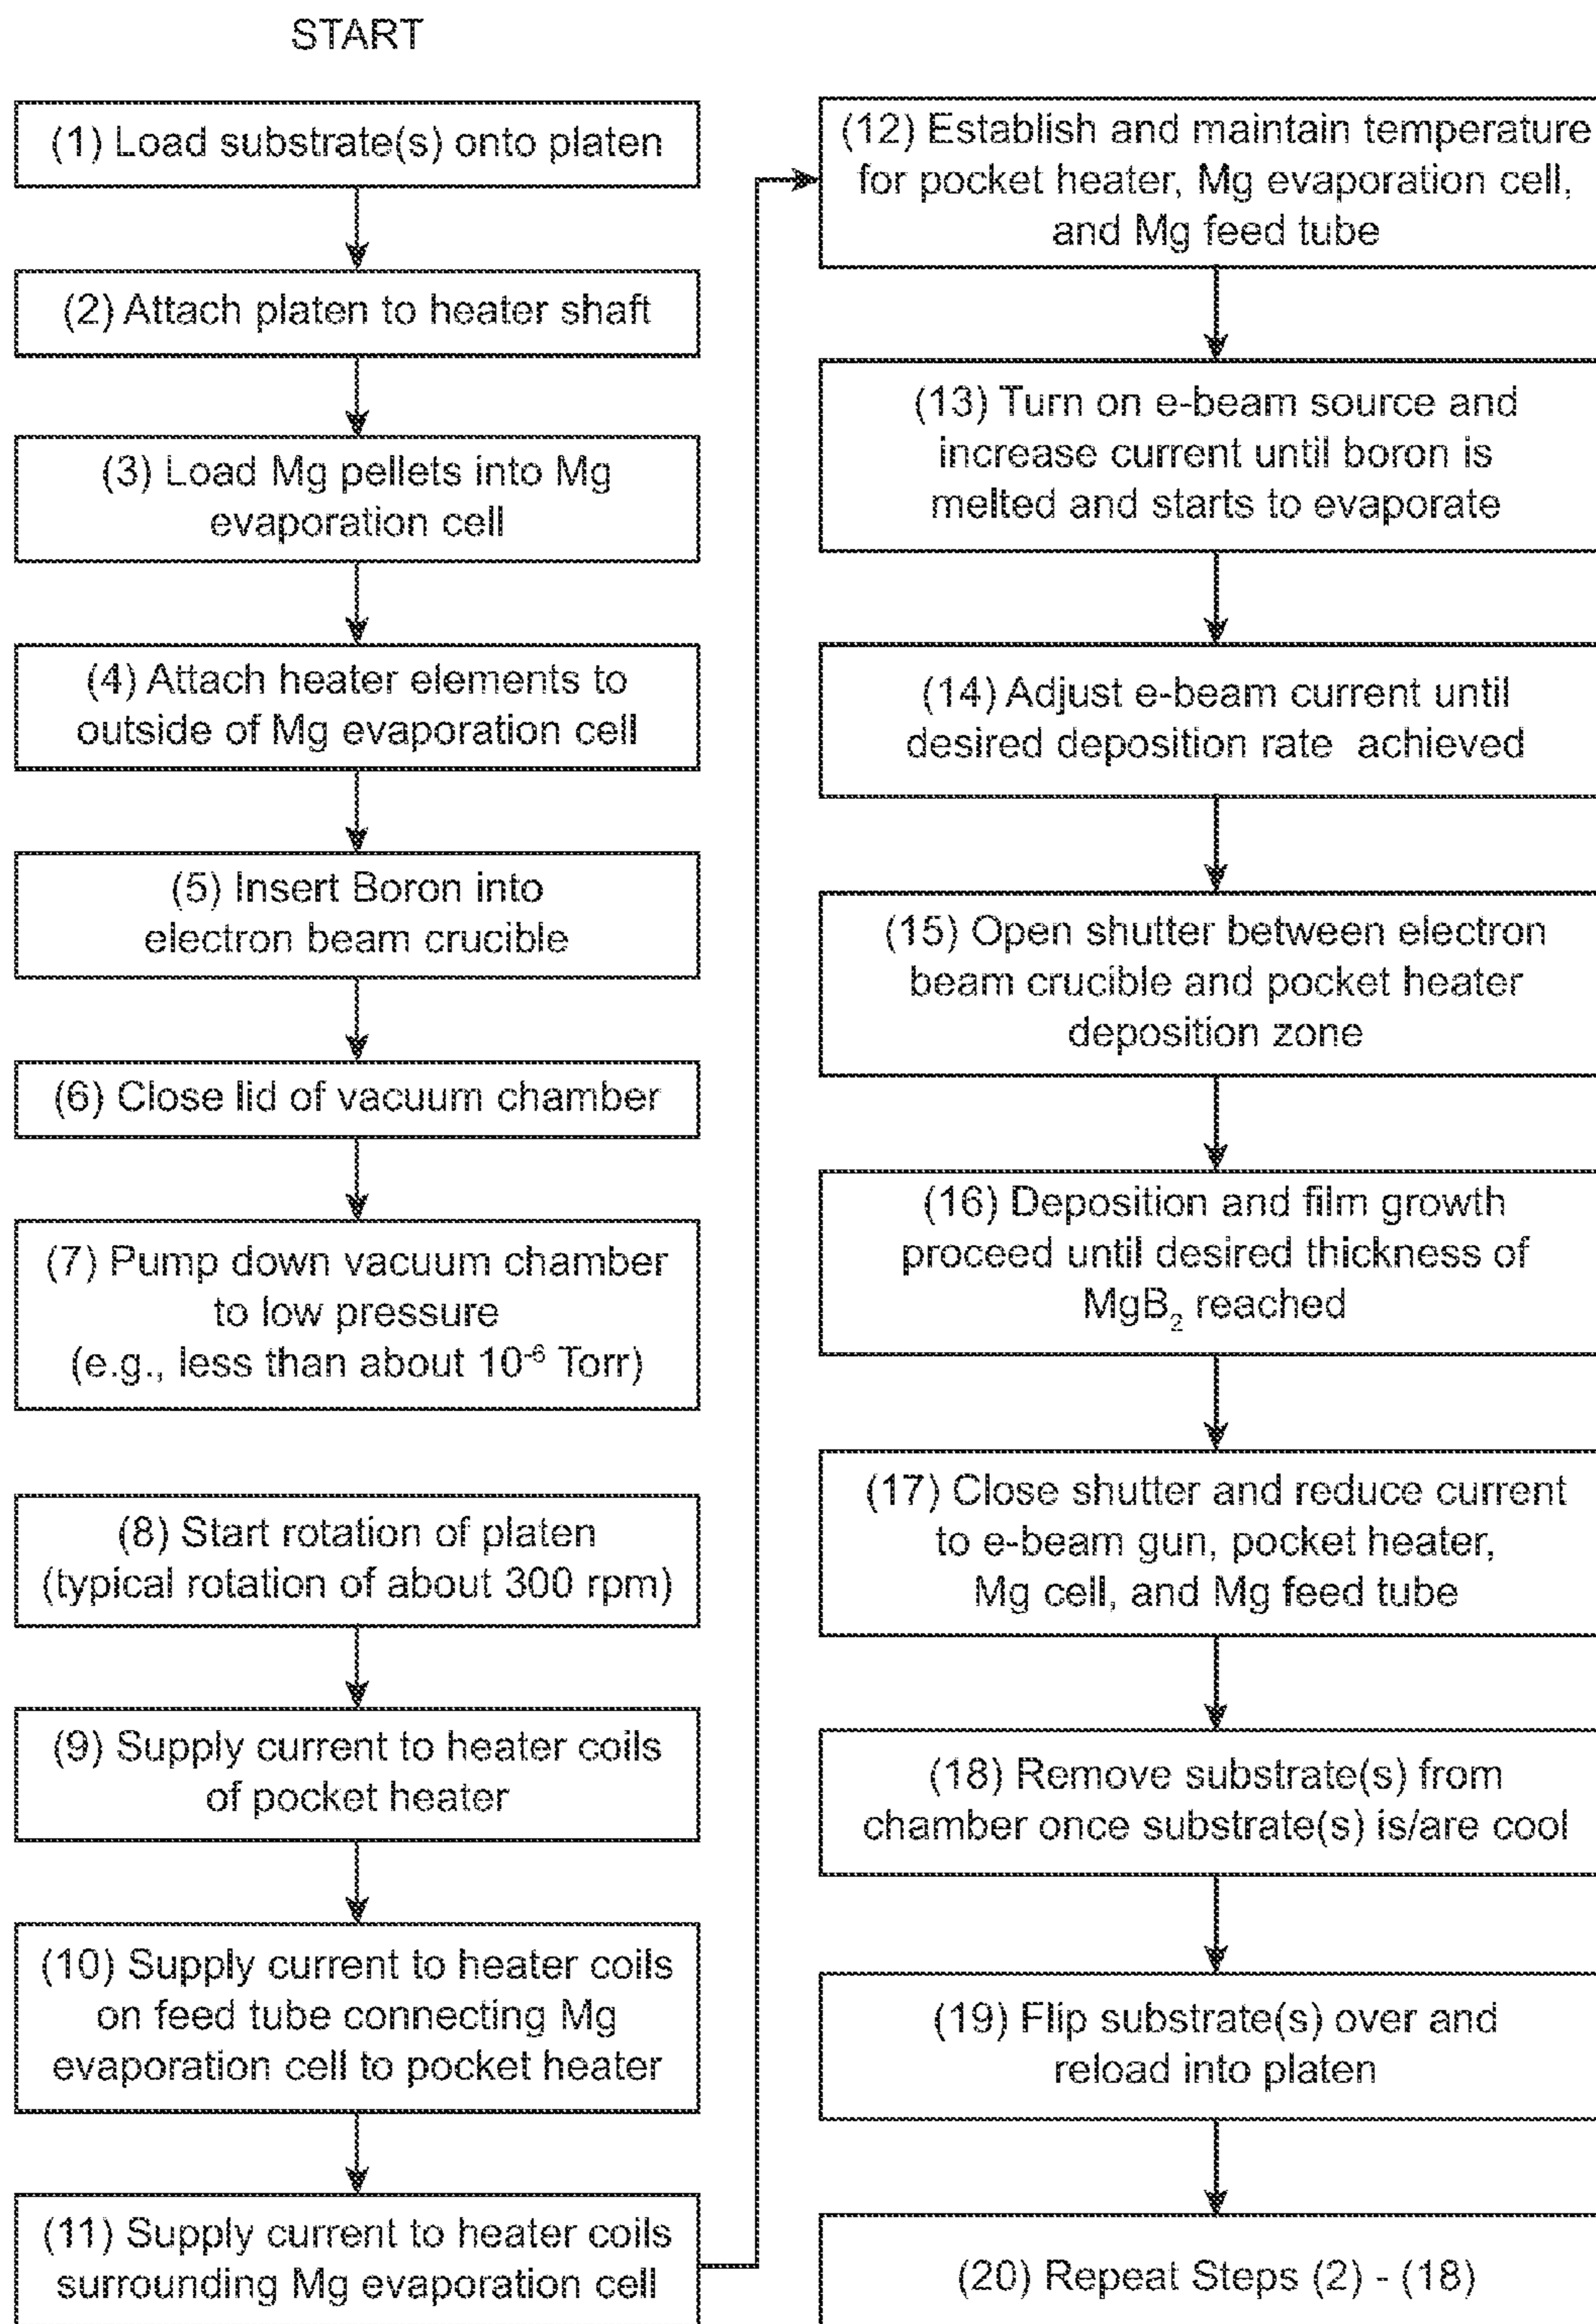 START
(1) Load substrate(s) onto platen
(2) Attach platen to heater shaft
(3) Load Mg pellets into Mg
evaporation cell
(4) Attach heater elements to
outside of Mg evaporation cell
(5) Insert Boron into
electron beam crucible
(6) Close lid of vacuum chamber
(7) Pump down vacuum chamber
to low pressure
(e.g., less than about 10⁻⁶ Torr)
(8) Start rotation of platen
(typical rotation of about 300 rpm)
(9) Supply current to heater coils
of pocket heater
(10) Supply current to heater coils
on feed tube connecting Mg
evaporation cell to pocket heater
(11) Supply current to heater coils
surrounding Mg evaporation cell
(12) Establish and maintain temperature
for pocket heater, Mg evaporation cell,
and Mg feed tube
(13) Turn on e-beam source and
increase current until boron is
melted and starts to evaporate
(14) Adjust e-beam current until
desired deposition rate achieved
(15) Open shutter between electron
beam crucible and pocket heater
deposition zone
(16) Deposition and film growth
proceed until desired thickness of
MgB₂ reached
(17) Close shutter and reduce current
to e-beam gun, pocket heater,
Mg cell, and Mg feed tube
(18) Remove substrate(s) from
chamber once substrate(s) is/are cool
(19) Flip substrate(s) over and
reload into platen
(20) Repeat Steps (2) - (18)